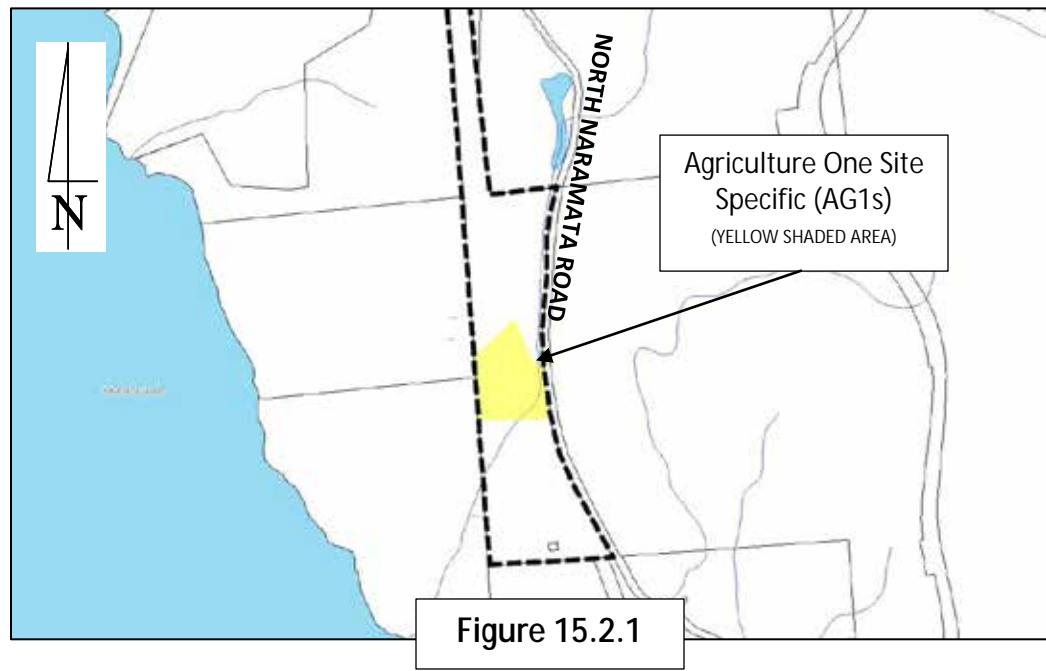 N
NORTH NARAMATA ROAD
Agriculture One Site
Specific (AG1s)
(YELLOW SHADED AREA)
Figure 15.2.1